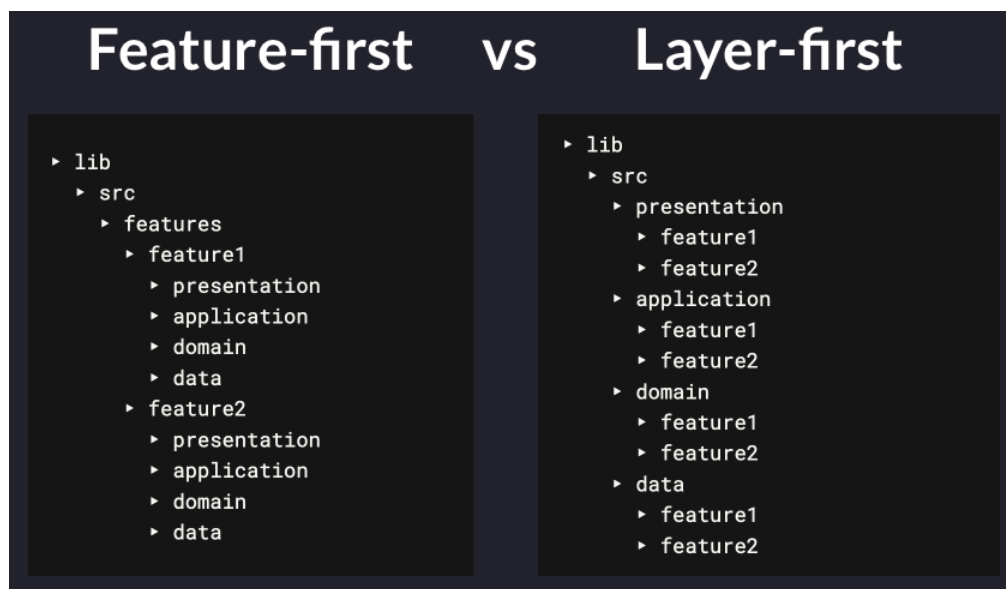 Feature-first vs Layer-first
▸ lib
▸ src
▸ features
▸ feature1
▸ presentation
▸ application
▸ domain
▸ data
▸ feature2
▸ presentation
▸ application
▸ domain
▸ data
▸ lib
▸ src
▸ presentation
▸ feature1
▸ feature2
▸ application
▸ feature1
▸ feature2
▸ domain
▸ feature1
▸ feature2
▸ data
▸ feature1
▸ feature2